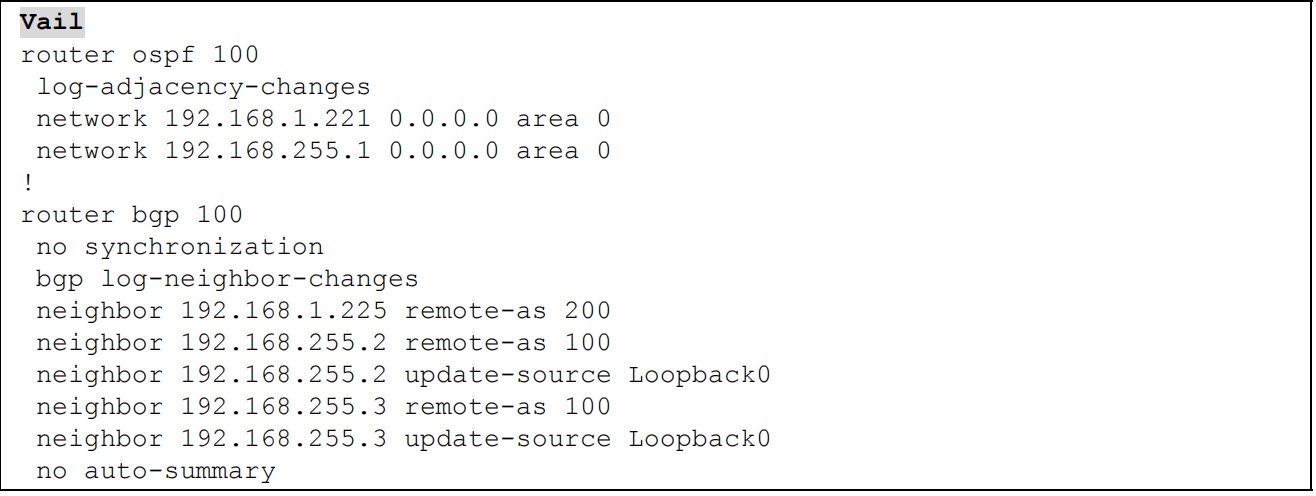 Vail
router ospf 100
 log-adjacency-changes
 network 192.168.1.221 0.0.0.0 area 0
 network 192.168.255.1 0.0.0.0 area 0
!
router bgp 100
 no synchronization
 bgp log-neighbor-changes
 neighbor 192.168.1.225 remote-as 200
 neighbor 192.168.255.2 remote-as 100
 neighbor 192.168.255.2 update-source Loopback0
 neighbor 192.168.255.3 remote-as 100
 neighbor 192.168.255.3 update-source Loopback0
 no auto-summary